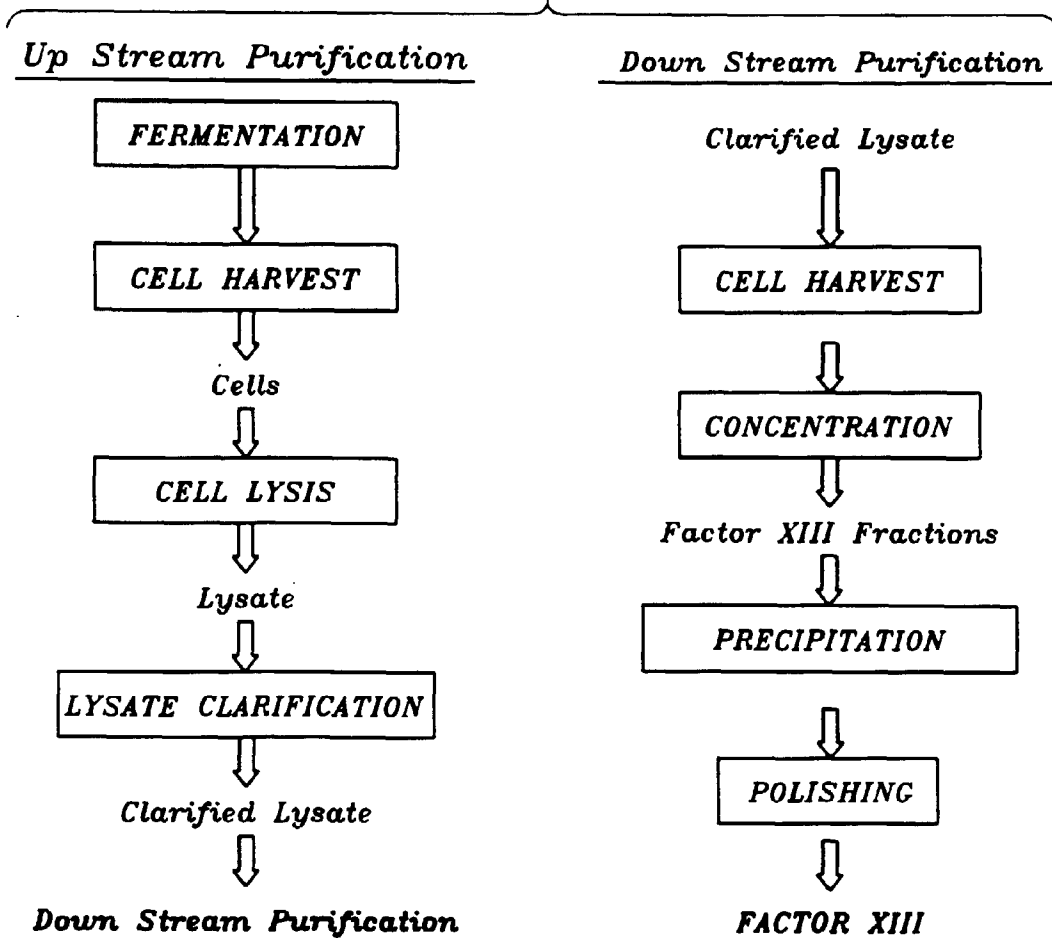 Up Stream Purification
FERMENTATION
CELL HARVEST
Cells
CELL LYSIS
Lysate
LYSATE CLARIFICATION
Clarified Lysate
Down Stream Purification
Down Stream Purification
Clarified Lysate
CELL HARVEST
CONCENTRATION
Factor XIII Fractions
PRECIPITATION
POLISHING
FACTOR XIII